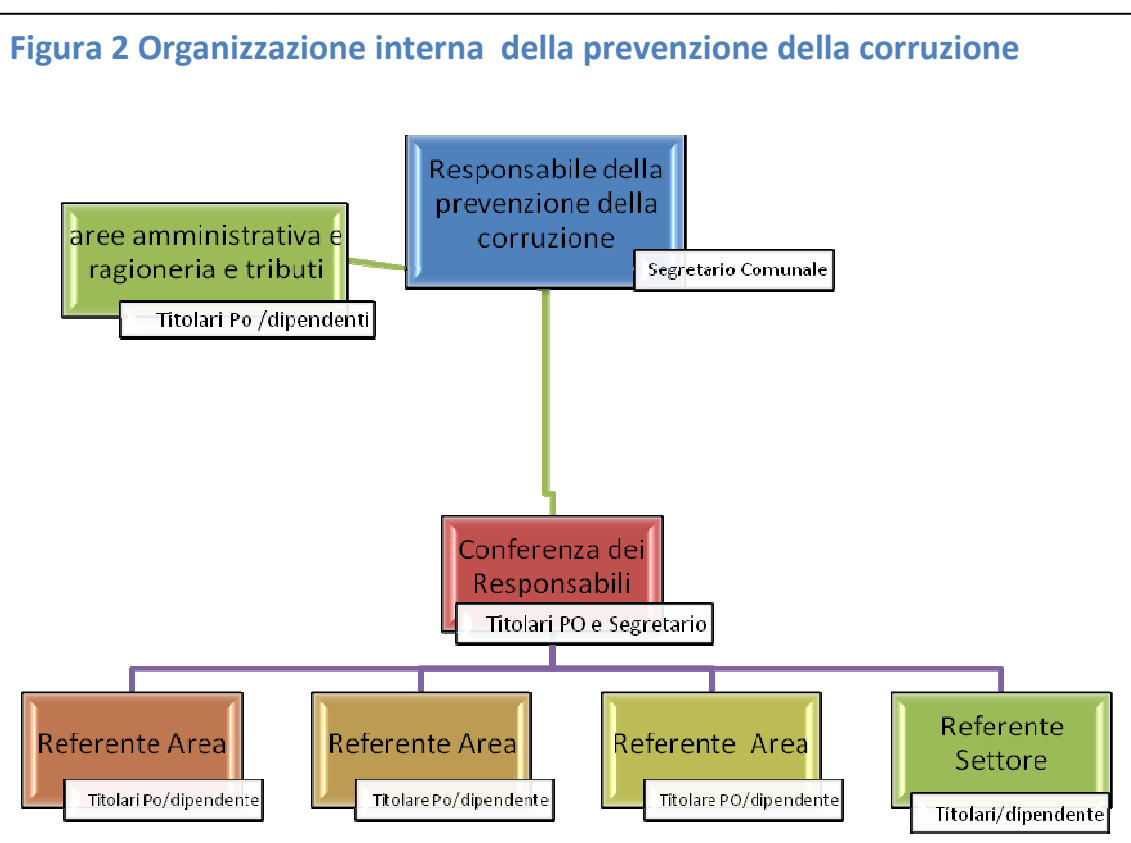 Figura 2 Organizzazione interna  della prevenzione della corruzione
Responsabile della
prevenzione della
corruzione
Segretario Comunale
aree amministrativa e
ragioneria e tributi
Titolari Po /dipendenti
Conferenza dei
Responsabili
Titolari PO e Segretario
Referente Area
Titolari Po/dipendente
Referente Area
Titolare Po/dipendente
Referente  Area
Titolare PO/dipendente
Referente
Settore
Titolari/dipendente